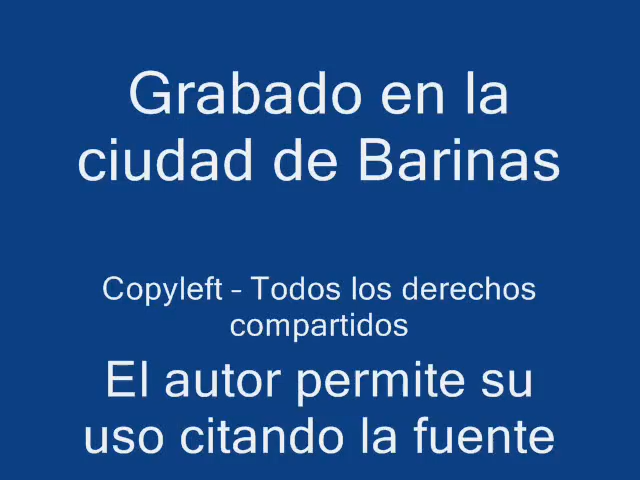 Grabado en la
ciudad de Barinas
Copyleft – Todos los derechos
compartidos
El autor permite su
uso citando la fuente